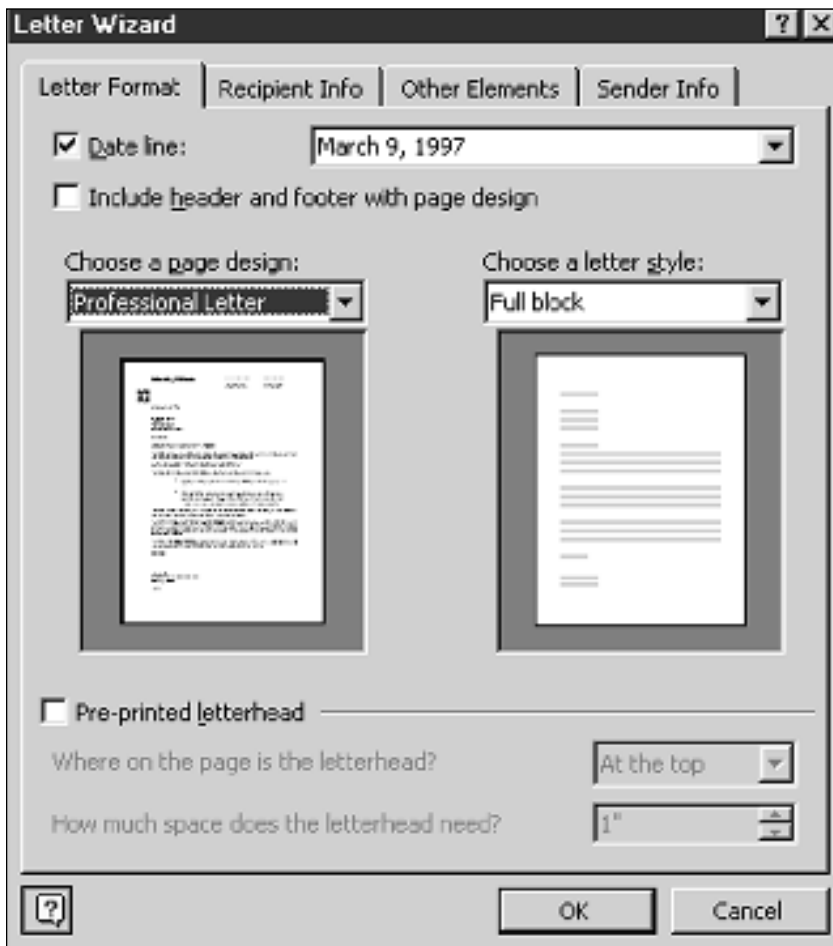 Letter Wizard
Letter Format Recipient Info Other Elements Sender Info
Date line: March 9, 1997
Include header and footer with page design
Choose a page design: Choose a letter style:
Professional Letter Full block
Pre-printed letterhead
Where on the page is the letterhead? At the top
How much space does the letterhead need? 1"
OK Cancel